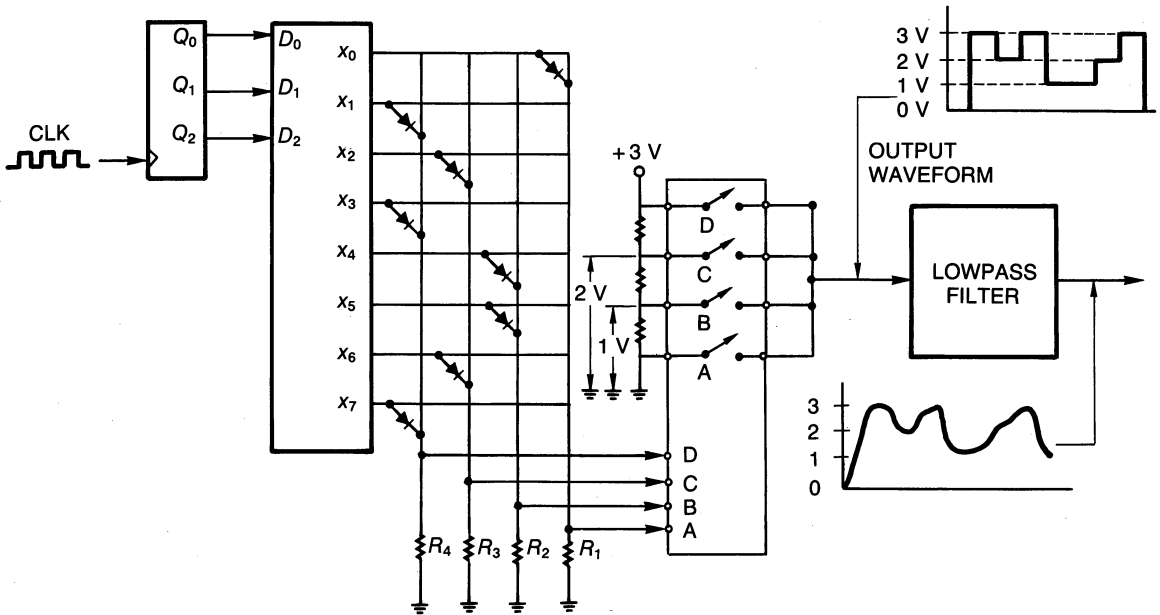 CLK
Q0
Q1
Q2
D0
D1
D2
X0
X1
X2
X3
X4
X5
X6
X7
R4
R3
R2
R1
+3 V
2 V
1 V
D
C
B
A
D
C
B
A
3 V
2 V
1 V
0 V
OUTPUT
WAVEFORM
LOWPASS
FILTER
3
2
1
0